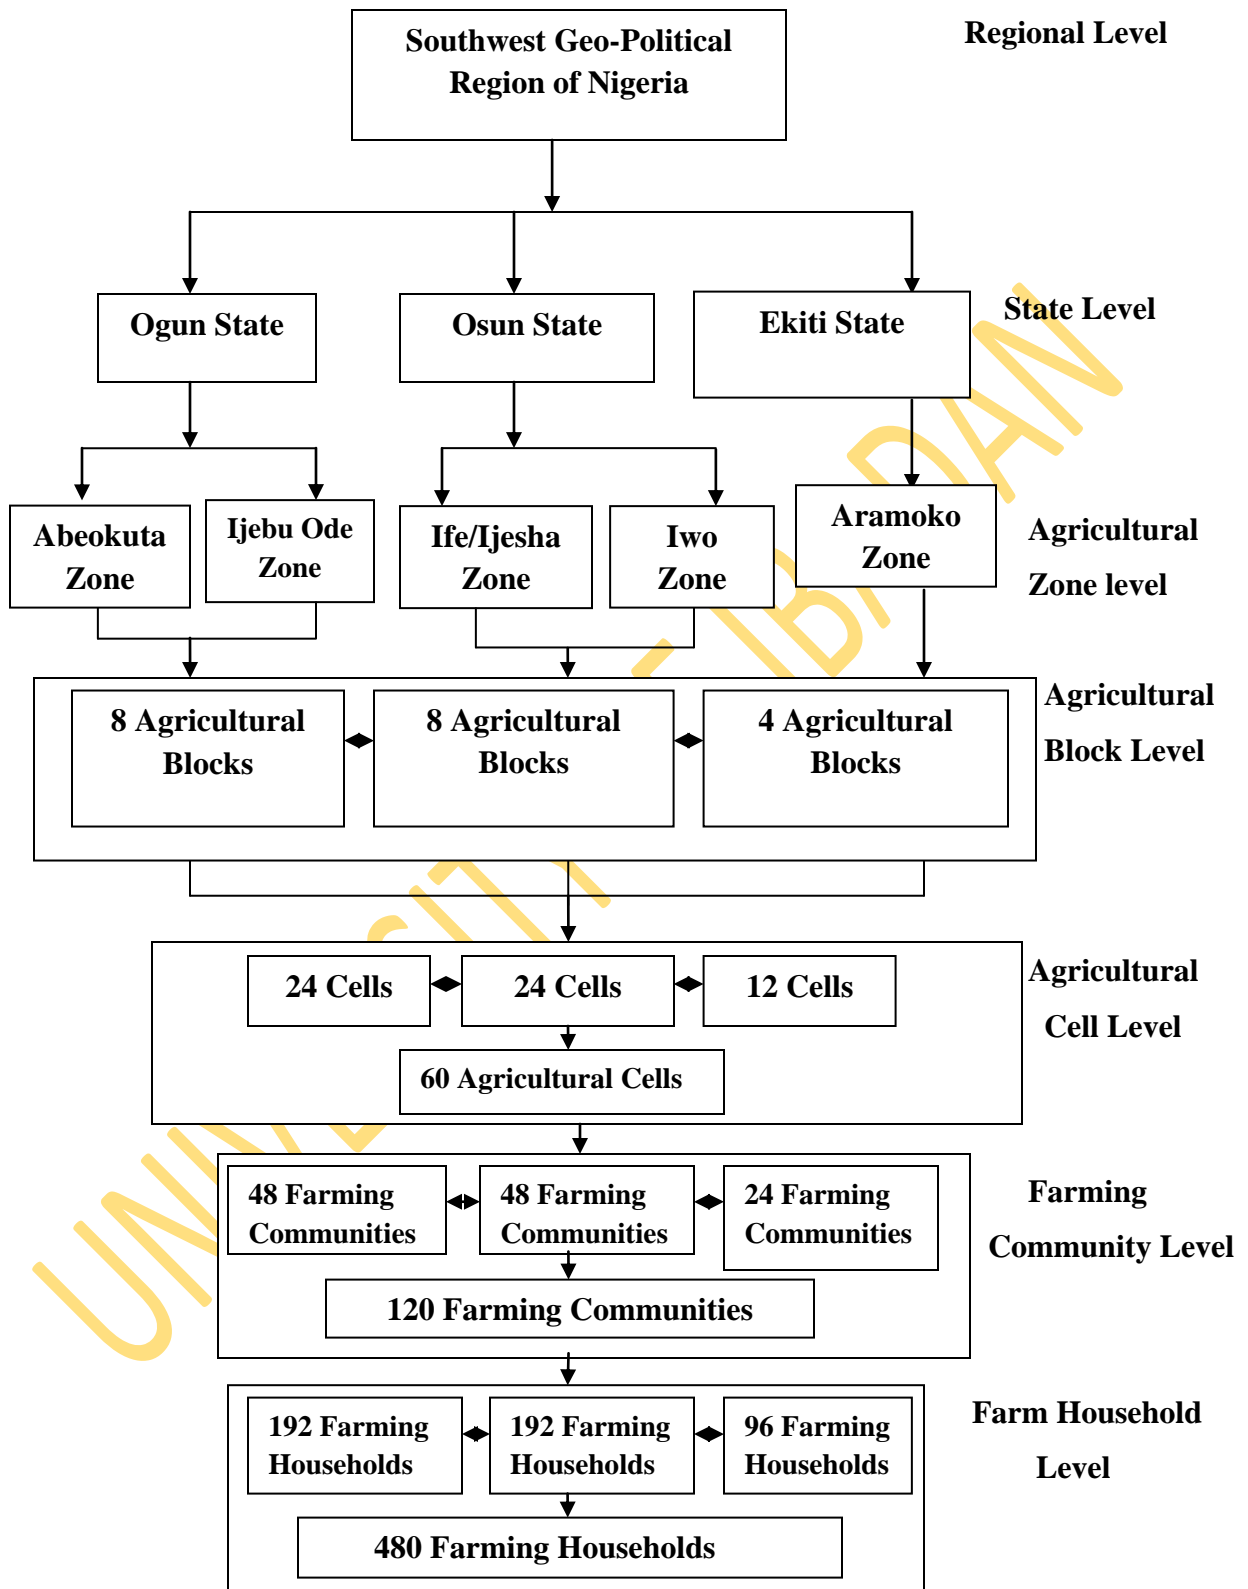 Southwest Geo-Political
Region of Nigeria
Regional Level
Ogun State
Osun State
Ekiti State
State Level
Abeokuta
Zone
Ijebu Ode
Zone
Ife/Ijesha
Zone
Iwo
Zone
Aramoko
Zone
Agricultural
Zone level
8 Agricultural
Blocks
8 Agricultural
Blocks
4 Agricultural
Blocks
Agricultural
Block Level
24 Cells
24 Cells
12 Cells
60 Agricultural Cells
Agricultural
Cell Level
48 Farming
Communities
48 Farming
Communities
24 Farming
Communities
120 Farming Communities
Farming
Community Level
192 Farming
Households
192 Farming
Households
96 Farming
Households
480 Farming Households
Farm Household
Level
UNIVERSITY OF IBADAN